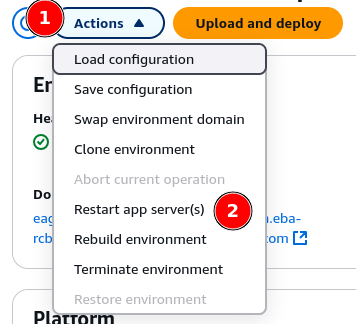 1
Actions
Upload and deploy
Load configuration
Save configuration
Swap environment domain
Clone environment
Abort current operation
Restart app server(s)
2
Rebuild environment
Terminate environment
Restore environment
En
Hea
Do
eag
n.eba-
rcb
com
Platform